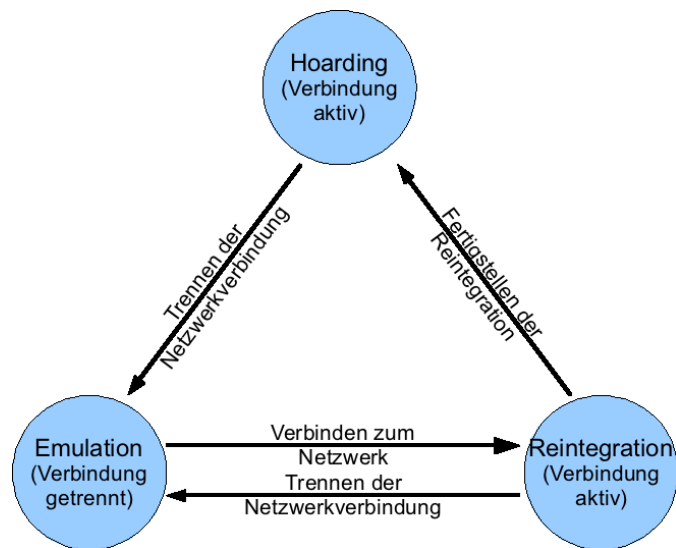 Hoarding
(Verbindung
aktiv)
Trennen der
Netzwerkverbindung
Fertigstellen der
Reintegration
Emulation
(Verbindung
getrennt)
Verbinden zum
Netzwerk
Trennen der
Netzwerkverbindung
Reintegration
(Verbindung
aktiv)